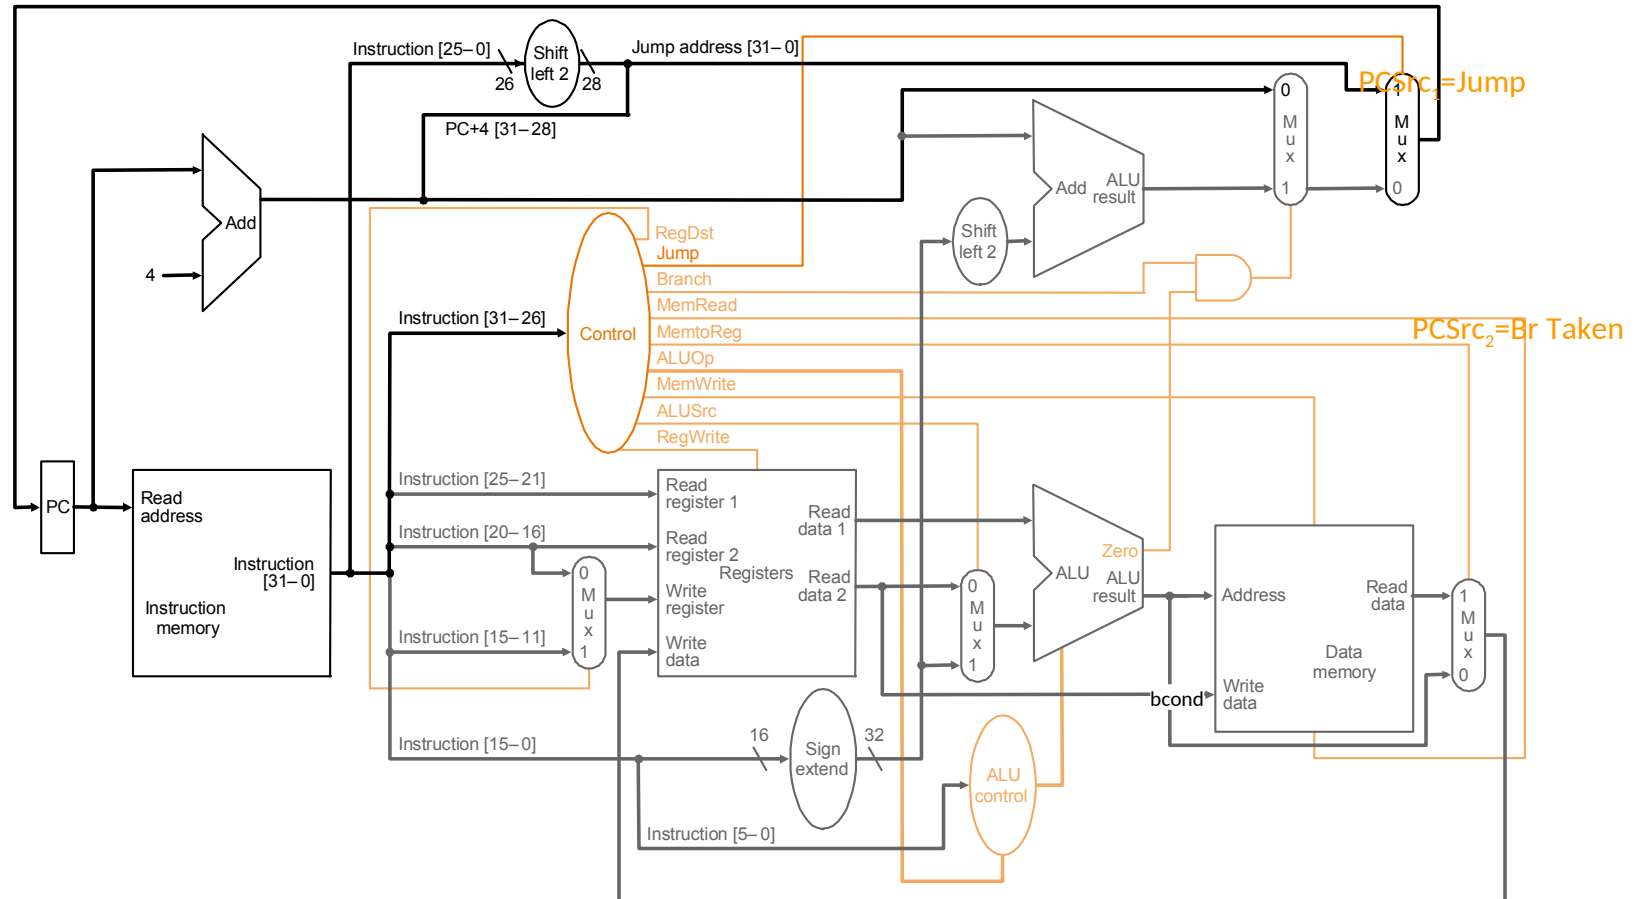 Instruction [25–0]
Shift
left 2
Jump address [31–0]
26
28
PC+4 [31–28]
PCSrc1=Jump
0
M
u
x
1
1
M
u
x
0
Add
ALU
result
Add
4
Shift
left 2
RegDst
Jump
Branch
MemRead
MemtoReg
ALUOp
MemWrite
ALUSrc
RegWrite
Instruction [31–26]
Control
PCSrc2=Br Taken
PC
Read
address
Instruction
[31–0]
Instruction
memory
Instruction [25–21]
Instruction [20–16]
Instruction [15–11]
Instruction [15–0]
Instruction [5–0]
0
M
u
x
1
Read
register 1
Read
register 2
Write
register
Write
data
Registers
Read
data 1
Read
data 2
0
M
u
x
1
Zero
ALU
ALU
result
bcond
Address
Write
data
Read
data
Data
memory
1
M
u
x
0
16
Sign
extend
32
ALU
control